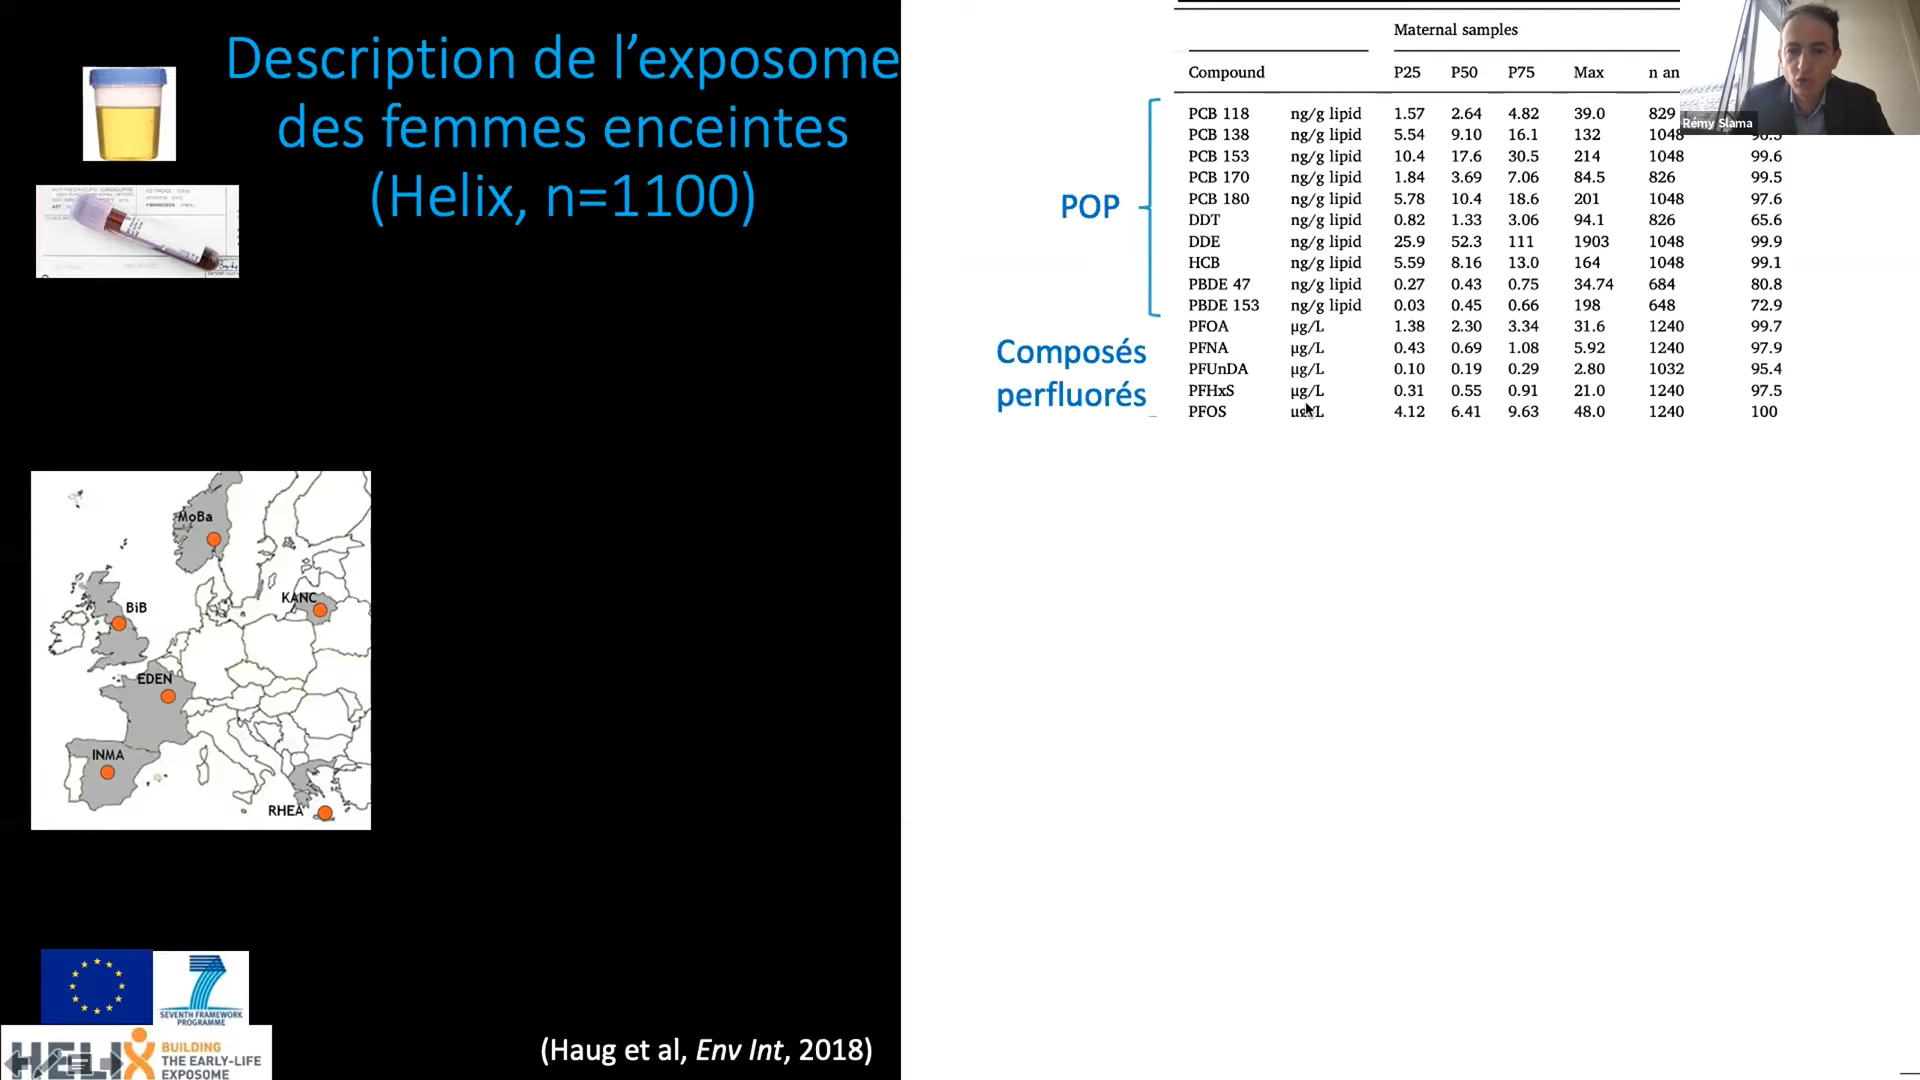 Description de l’exposome
des femmes enceintes
(Helix, n=1100)
MoBa
BiB
KANC
EDEN
INMA
RHEA
SEVENTH FRAMEWORK
PROGRAMME
HELIX
BUILDING
THE EARLY-LIFE
EXPOSOME
(Haug et al, Env Int, 2018)
POP
Composés
perfluorés
Maternal samples
Compound P25 P50 P75 Max n an
PCB 118 ng/g lipid 1.57 2.64 4.82 39.0 829
PCB 138 ng/g lipid 5.54 9.10 16.1 132 1048
PCB 153 ng/g lipid 10.4 17.6 30.5 214 1048 99.6
PCB 170 ng/g lipid 1.84 3.69 7.06 84.5 826 99.5
PCB 180 ng/g lipid 5.78 10.4 18.6 201 1048 97.6
DDT ng/g lipid 0.82 1.33 3.06 94.1 826 65.6
DDE ng/g lipid 25.9 52.3 111 1903 1048 99.9
HCB ng/g lipid 5.59 8.16 13.0 164 1048 99.1
PBDE 47 ng/g lipid 0.27 0.43 0.75 34.74 684 80.8
PBDE 153 ng/g lipid 0.03 0.45 0.66 198 648 72.9
PFOA µg/L 1.38 2.30 3.34 31.6 1240 99.7
PFNA µg/L 0.43 0.69 1.08 5.92 1240 97.9
PFUnDA µg/L 0.10 0.19 0.29 2.80 1032 95.4
PFHxS µg/L 0.31 0.55 0.91 21.0 1240 97.5
PFOS µg/L 4.12 6.41 9.63 48.0 1240 100
Rémy Slama